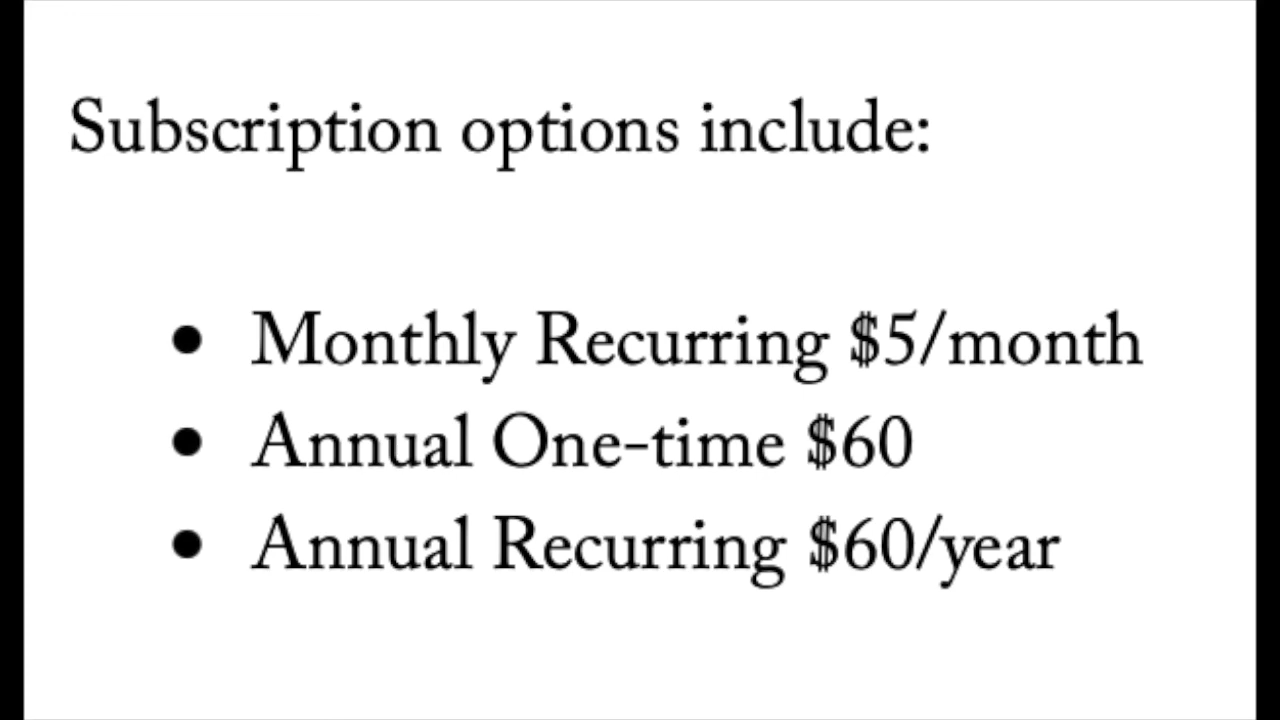 Subscription options include:
● Monthly Recurring $5/month
● Annual One-time $60
● Annual Recurring $60/year